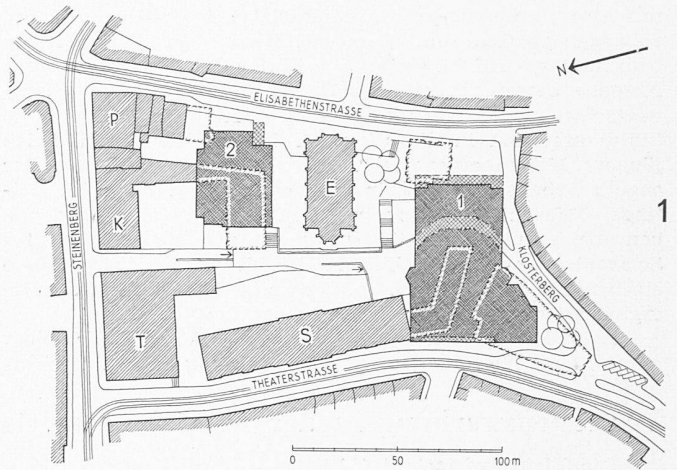 N
ELISABETHENSTRASSE
P
2
E
1
1
K
STEINENBERG
KLOSTERBERG
T
S
THEATERSTRASSE
0 50 100 m